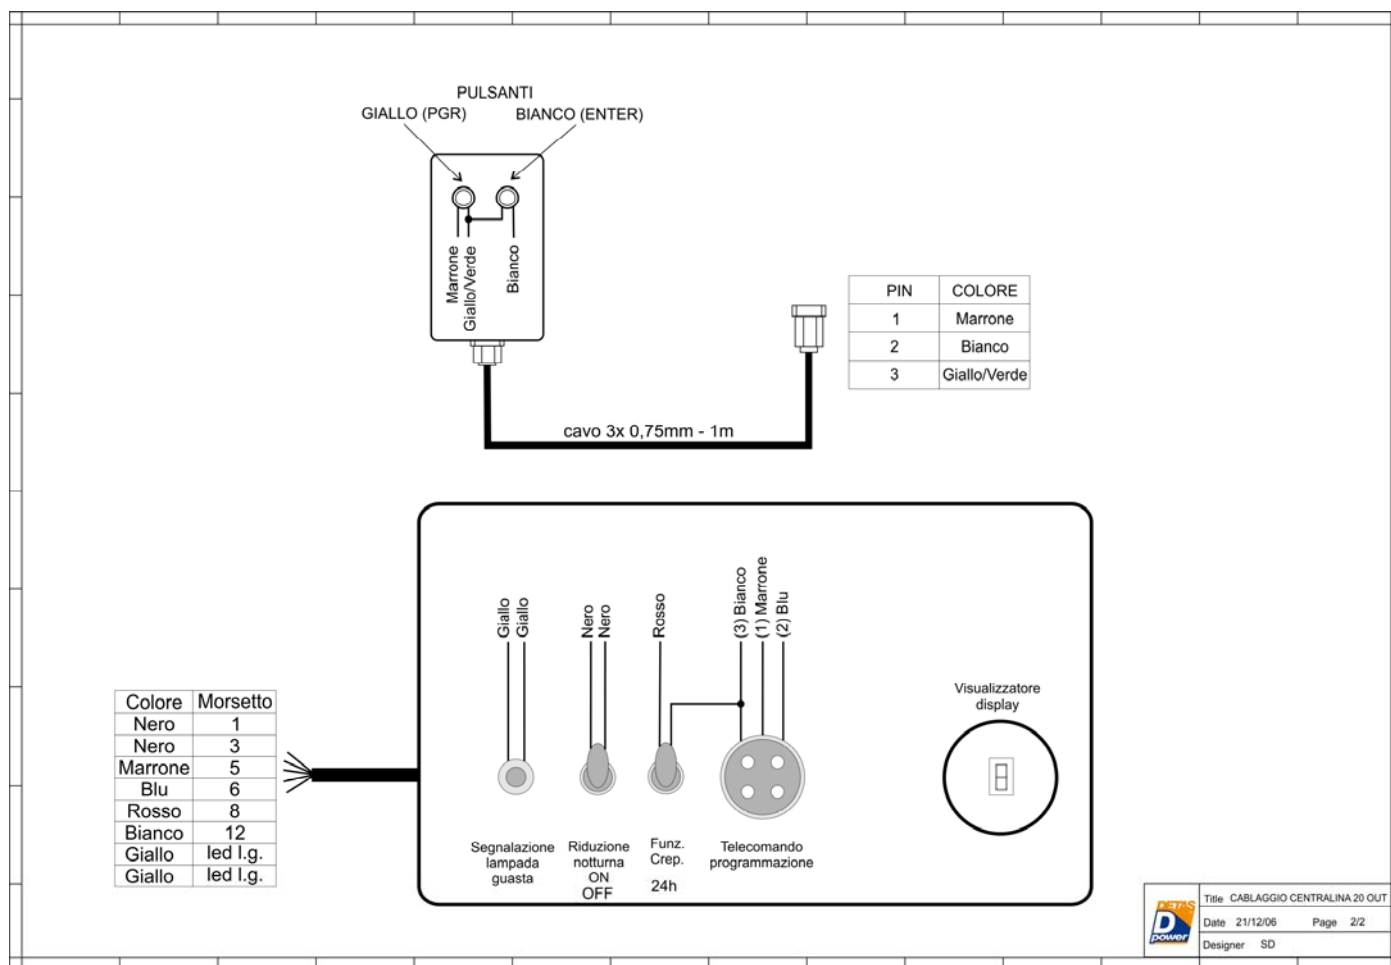 PULSANTI
GIALLO (PGR) BIANCO (ENTER)
Marrone
Giallo/Verde
Bianco
PIN COLORE
1 Marrone
2 Bianco
3 Giallo/Verde
cavo 3x 0,75mm - 1m
Giallo
Giallo
Nero
Nero
Rosso
(3) Bianco
(1) Marrone
(2) Blu
Visualizzatore
display
Colore Morsetto
Nero 1
Nero 3
Marrone 5
Blu 6
Rosso 8
Bianco 12
Giallo led l.g.
Giallo led l.g.
Segnalazione
lampada
guasta
Riduzione
notturna
ON
OFF
Funz.
Crep.
24h
Telecomando
programmazione
DETAS
D
power
Title CABLAGGIO CENTRALINA 20 OUT
Date 21/12/06 Page 2/2
Designer SD